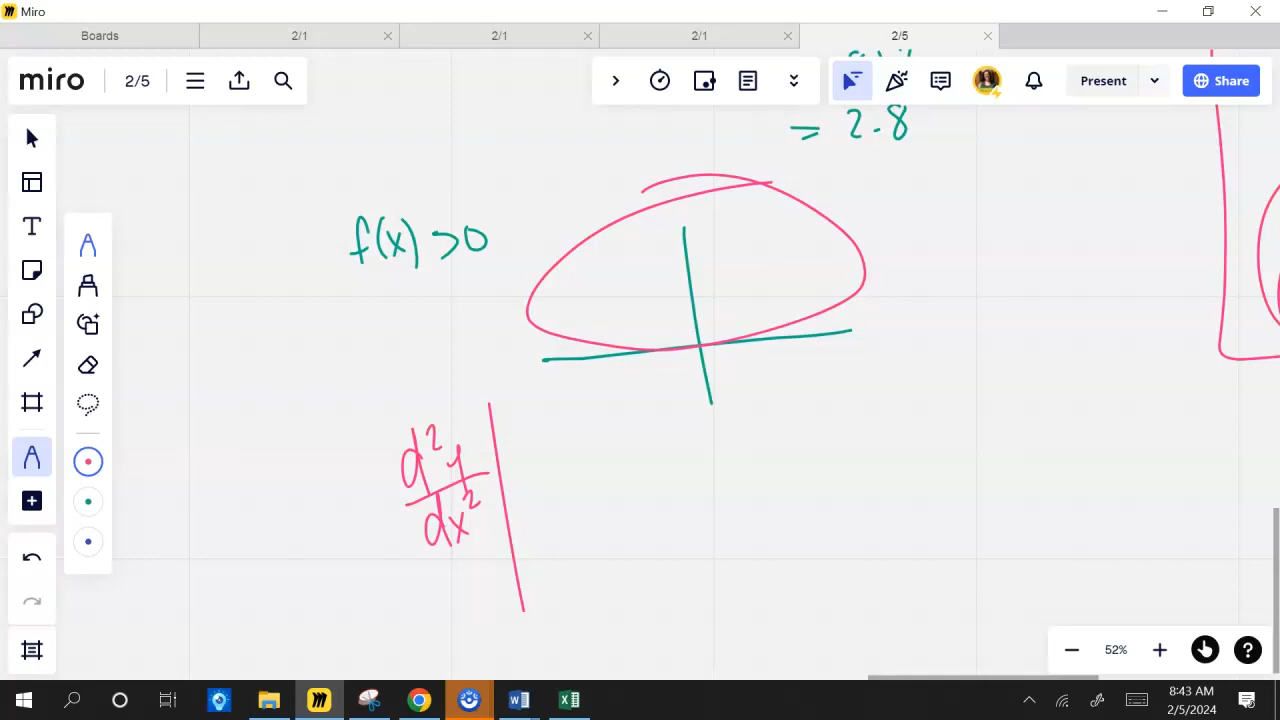 Miro
Boards 2/1 2/1 2/1 2/5
miro 2/5 Present Share
= 2.8
f(x) >0
d²y
dx²
52%
8:43 AM
2/5/2024